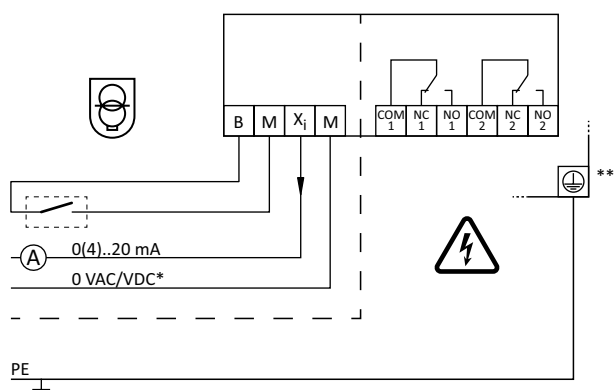 B M Xi M
COM 1 NC 1 NO 1 COM 2 NC 2 NO 2
**
A 0(4)..20 mA
0 VAC/VDC*
PE